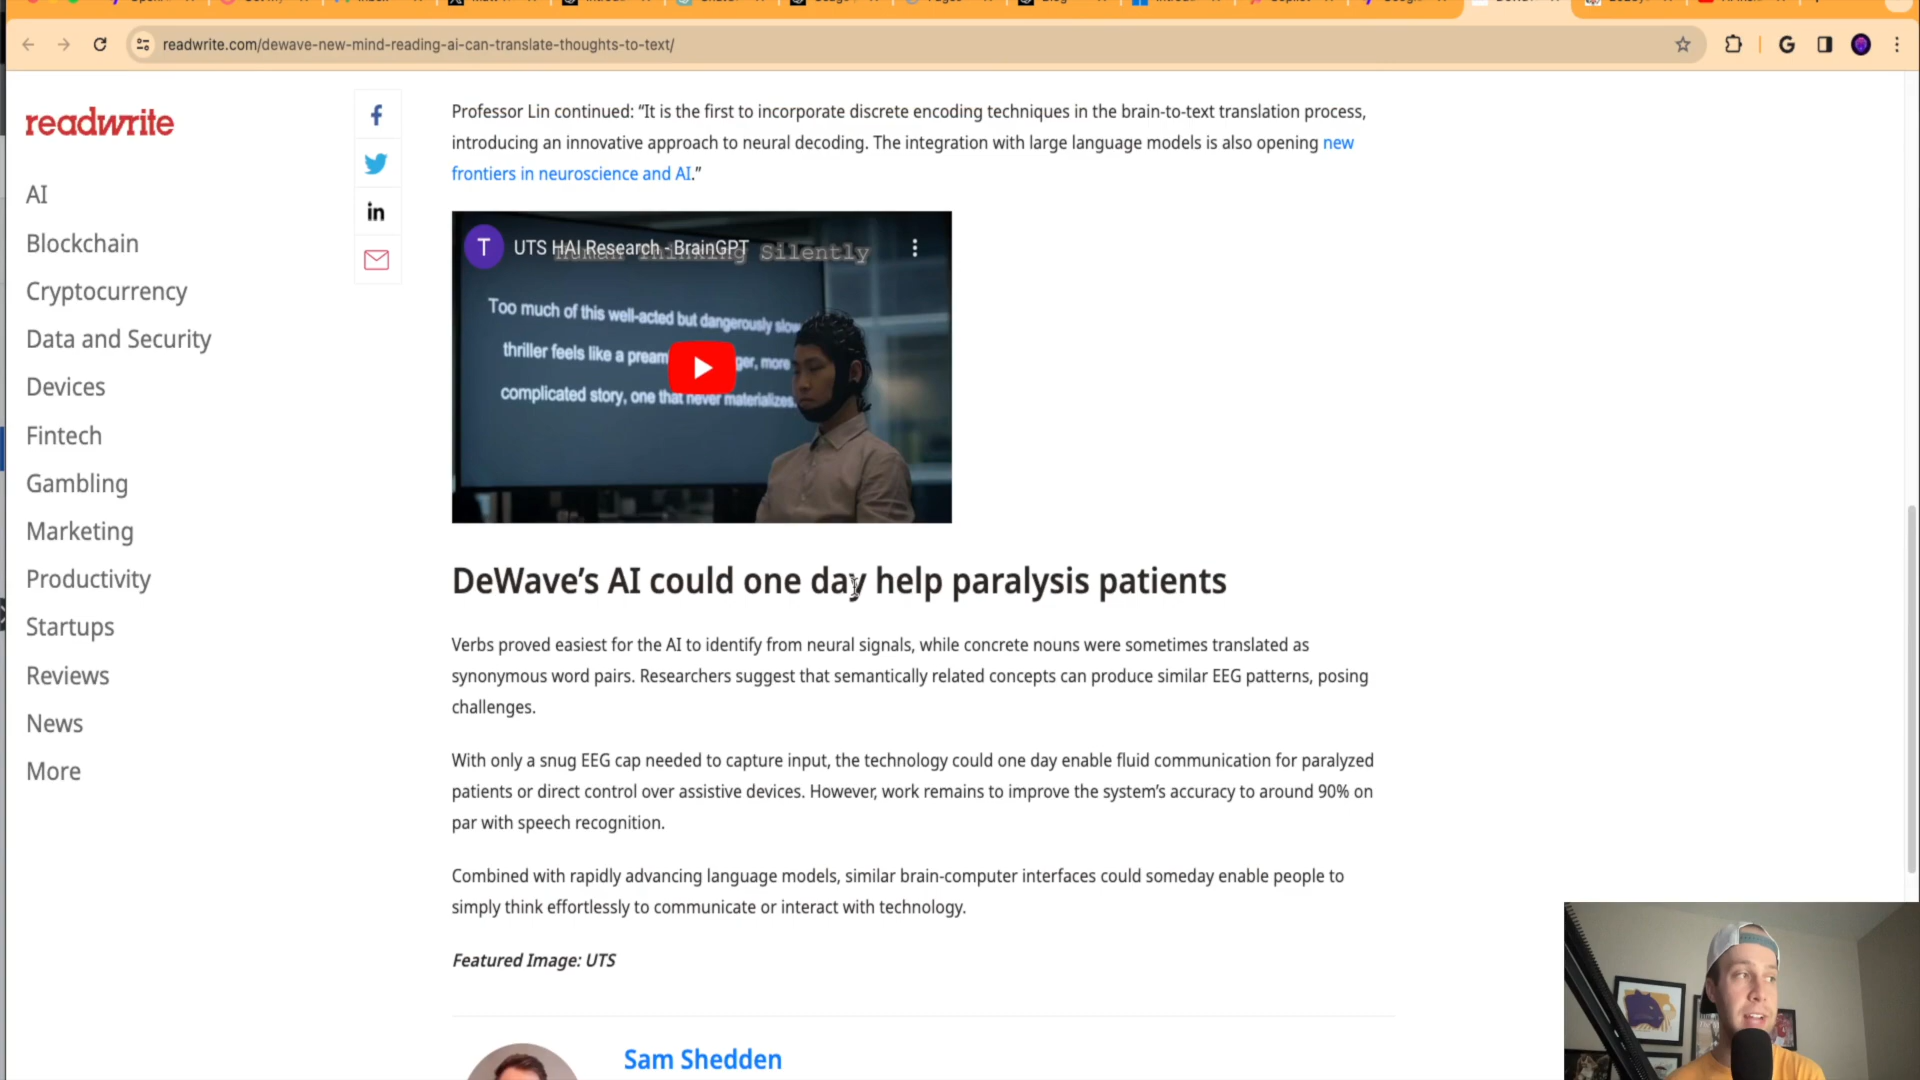 readwrite.com/dewave-new-mind-reading-ai-can-translate-thoughts-to-text/
G
readwrite
AI
Blockchain
Cryptocurrency
Data and Security
Devices
Fintech
Gambling
Marketing
Productivity
Startups
Reviews
News
More
f
in
Professor Lin continued: “It is the first to incorporate discrete encoding techniques in the brain-to-text translation process,
introducing an innovative approach to neural decoding. The integration with large language models is also opening new
frontiers in neuroscience and AI.”
T
UTS HAI Research - BrainGPT
Human Thinking Silently
Too much of this well-acted but dangerously slow
thriller feels like a more
complicated story, one that never materializes.
DeWave’s AI could one day help paralysis patients
Verbs proved easiest for the AI to identify from neural signals, while concrete nouns were sometimes translated as
synonymous word pairs. Researchers suggest that semantically related concepts can produce similar EEG patterns, posing
challenges.
With only a snug EEG cap needed to capture input, the technology could one day enable fluid communication for paralyzed
patients or direct control over assistive devices. However, work remains to improve the system’s accuracy to around 90% on
par with speech recognition.
Combined with rapidly advancing language models, similar brain-computer interfaces could someday enable people to
simply think effortlessly to communicate or interact with technology.
Featured Image: UTS
Sam Shedden